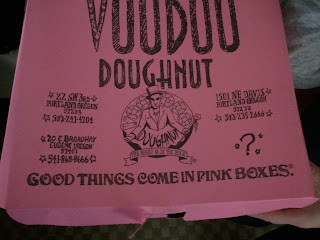 VOODOO
DOUGHNUT
22 SW 3RD
PORTLAND OREGON
97204
503-241-4704
1501 NE DAVIS
PORTLAND OREGON
97232
503-235-2666
DOUGHNUT
20 E BROADWAY
EUGENE OREGON
97401
541-868-8666
?
GOOD THINGS COME IN PINK BOXES.